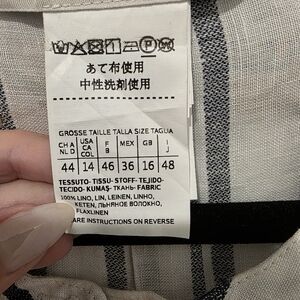 あて布使用
中性洗剤使用
GROSSE TAILLE TALLA SIZE TAGLIA
CH A USA F MEX GB I
NL D CA COL B J
44 14 46 36 16 48
TESSUTO- TISSU- STOFF- TEJIDO-
TECIDO- KUMAŞ- ТКАНЬ- FABRIC
100% LINO, LIN, LEINEN, LINHO,
KETEN, ЛЬНЯНОЕ ВОЛОКНО,
FLAXLINEN
ARE INSTRUCTIONS ON REVERSE